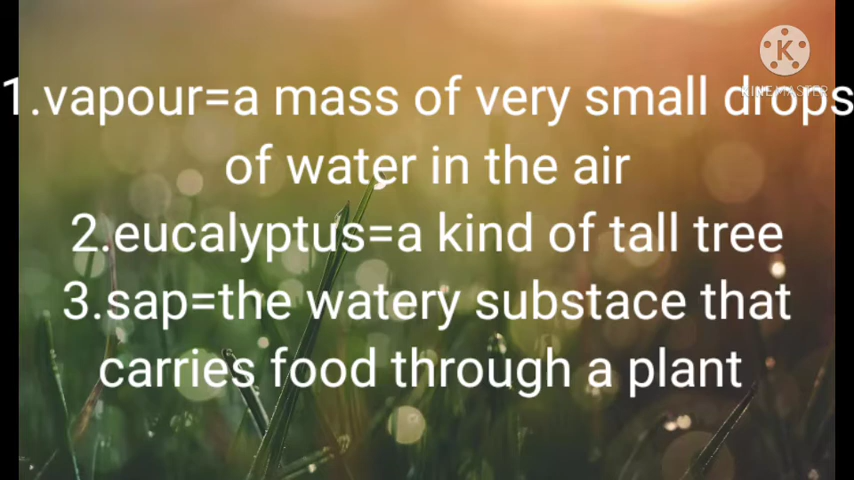 KINEMASTER
1.vapour=a mass of very small drops
of water in the air
2.eucalyptus=a kind of tall tree
3.sap=the watery substace that
carries food through a plant